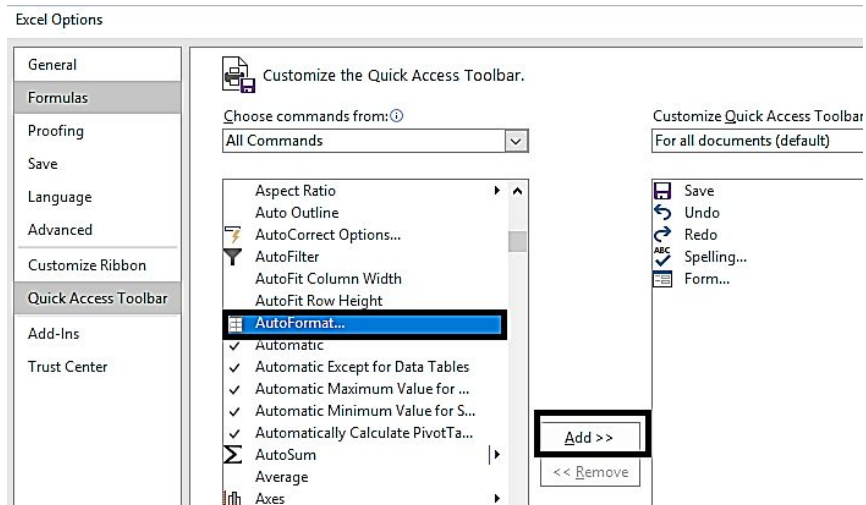 Excel Options
General
Formulas
Proofing
Save
Language
Advanced
Customize Ribbon
Quick Access Toolbar
Add-Ins
Trust Center
Customize the Quick Access Toolbar.
Choose commands from:
All Commands
Aspect Ratio
Auto Outline
AutoCorrect Options...
AutoFilter
AutoFit Column Width
AutoFit Row Height
AutoFormat...
Automatic
Automatic Except for Data Tables
Automatic Maximum Value for ...
Automatic Minimum Value for S...
Automatically Calculate PivotTa...
AutoSum
Average
Axes
Add >>
<< Remove
Customize Quick Access Toolbar
For all documents (default)
Save
Undo
Redo
ABC
Spelling...
Form...